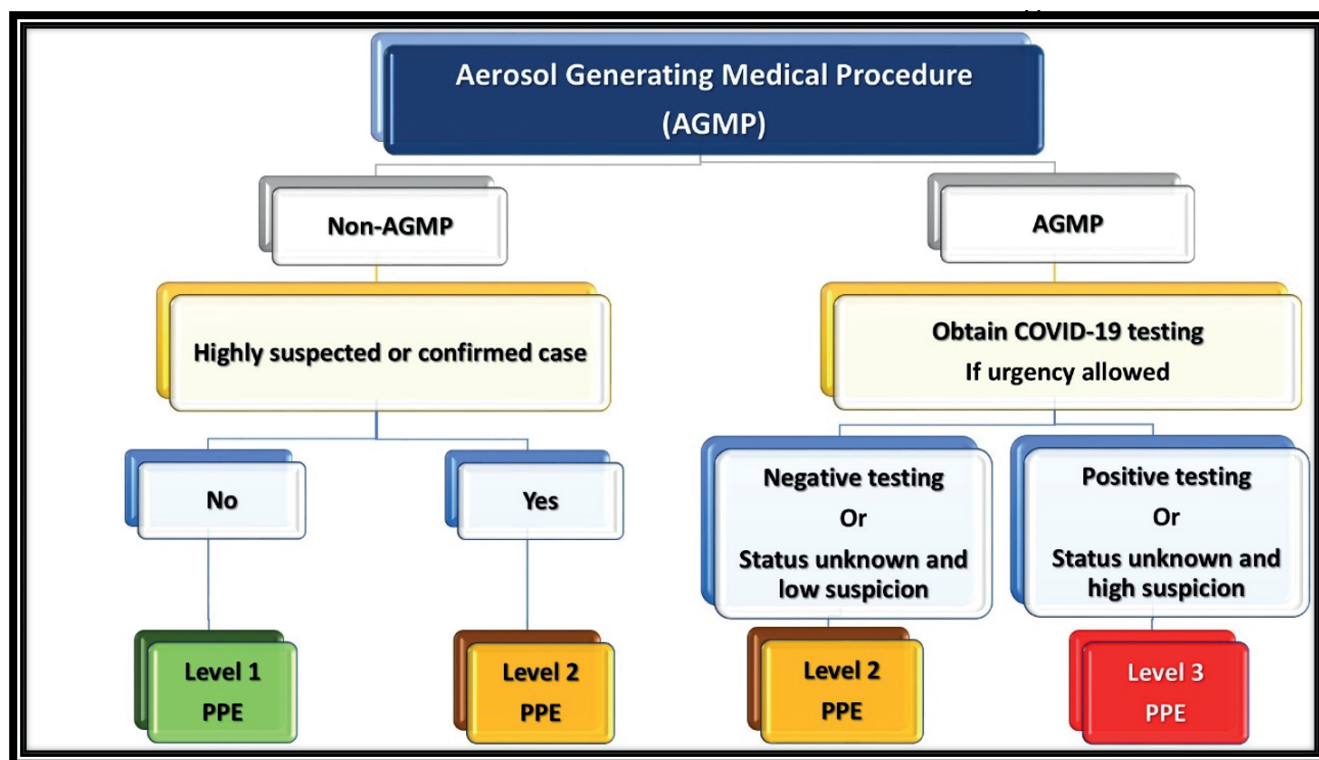 Aerosol Generating Medical Procedure
(AGMP)
Non-AGMP
AGMP
Highly suspected or confirmed case
Obtain COVID-19 testing
If urgency allowed
No
Yes
Negative testing
Or
Status unknown and
low suspicion
Positive testing
Or
Status unknown and
high suspicion
Level 1
PPE
Level 2
PPE
Level 2
PPE
Level 3
PPE